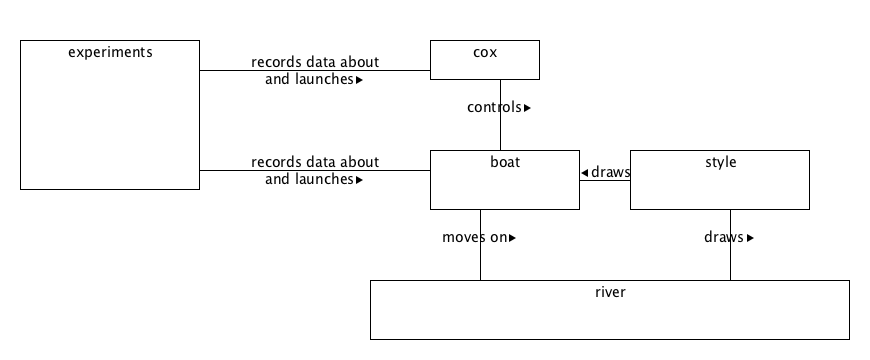 experiments
records data about
and launches▶
cox
controls▶
records data about
and launches▶
boat
◀draws
style
moves on▶
draws▶
river